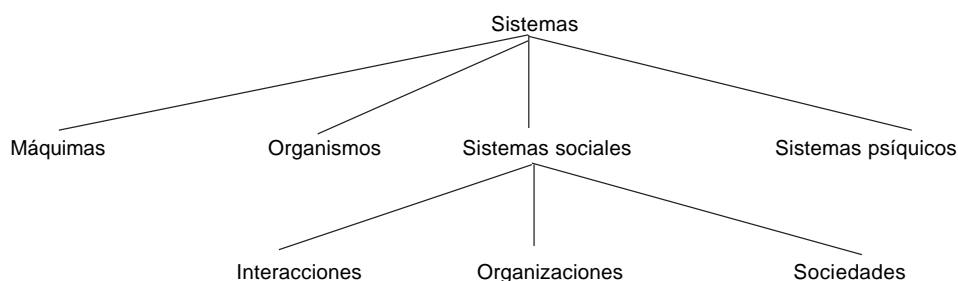 Sistemas
Máquimas Organismos Sistemas sociales Sistemas psíquicos
Interacciones Organizaciones Sociedades